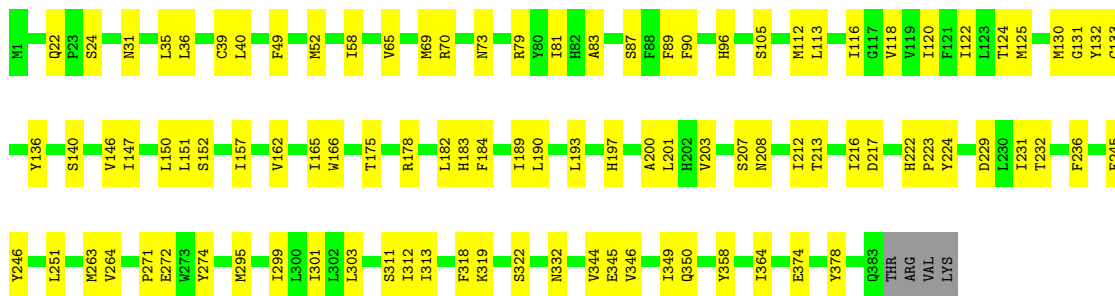 M1 Q22 P23 S24 N31 L35 L36 C39 L40 F49 M52 I58 V65 M69 R70 N73 R79 Y80 I81 H82 A83 S87 F88 F89 F90 H96 S105 M112 L113 I116 G117 V118 V119 I120 F121 I122 L123 T124 M125 M130 G131 Y132
Y136 S140 V146 I147 L150 L151 S152 I157 V162 I165 W166 T175 R178 L182 H183 F184 I189 L190 L193 H197 A200 L201 H202 V203 S207 N208 I212 T213 I216 D217 H222 P223 Y224 D229 L230 I231 T232 F236
Y246 L251 M263 V264 P271 E272 W273 Y274 M295 I299 L300 I301 L302 L303 S311 I312 I313 F318 K319 S322 N332 V344 E345 V346 I349 Q350 Y358 I364 E374 Y378 Q383 THR ARG VAL LYS